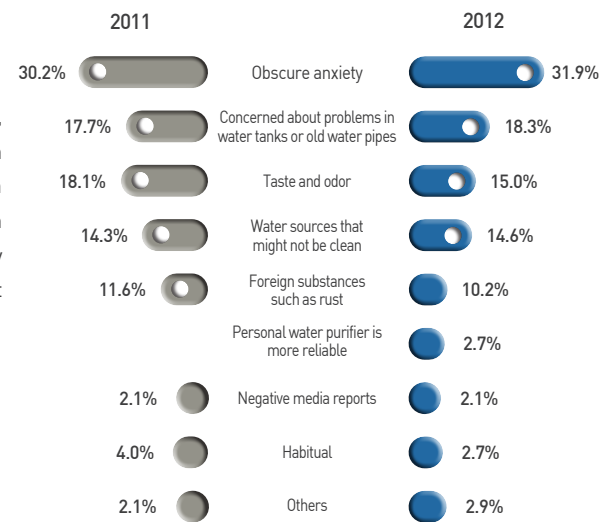 2011 2012
30.2% Obscure anxiety 31.9%
17.7% Concerned about problems in
water tanks or old water pipes 18.3%
18.1% Taste and odor 15.0%
14.3% Water sources that
might not be clean 14.6%
11.6% Foreign substances
such as rust 10.2%
Personal water purifier is
more reliable 2.7%
2.1% Negative media reports 2.1%
4.0% Habitual 2.7%
2.1% Others 2.9%